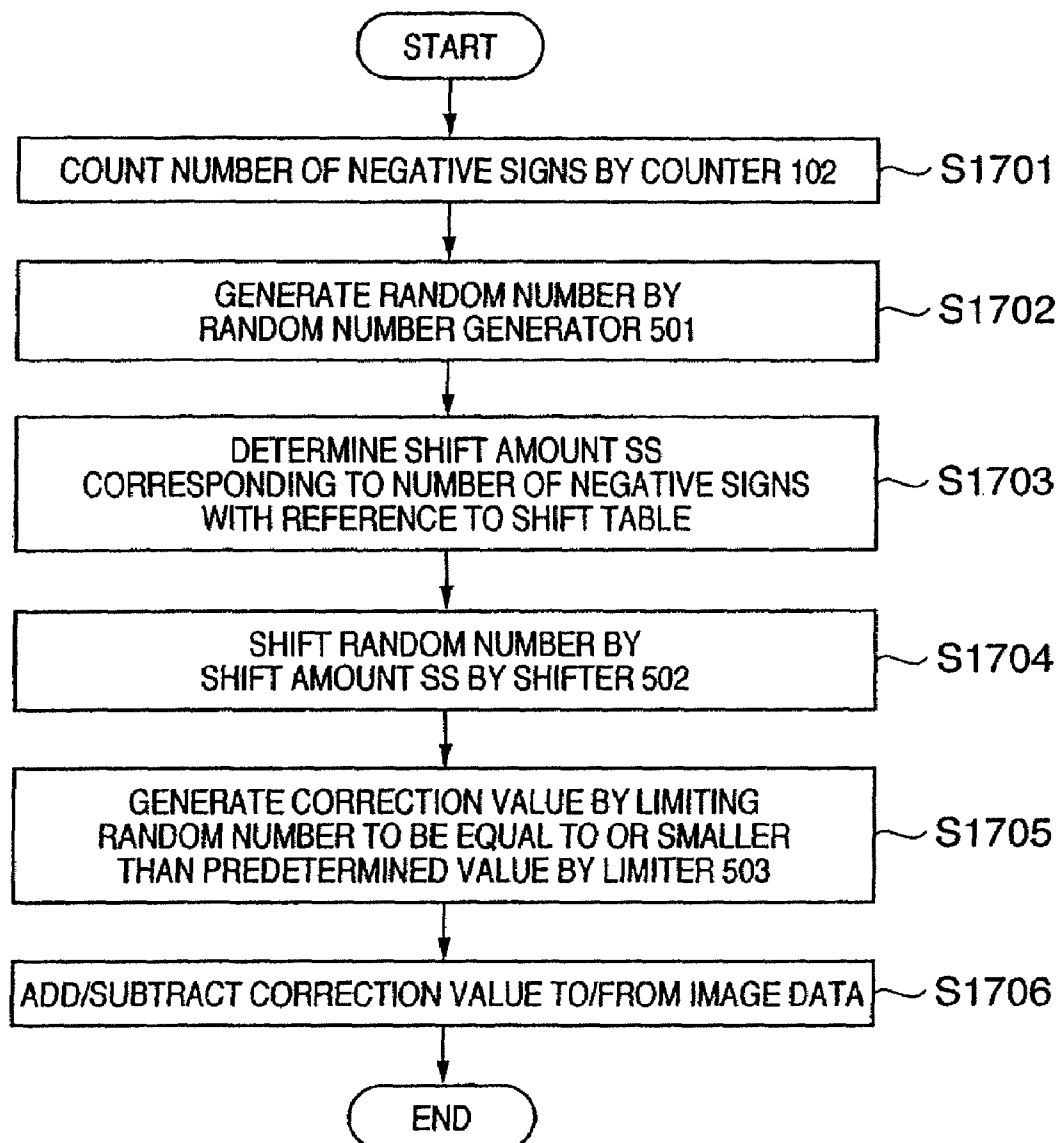 START
COUNT NUMBER OF NEGATIVE SIGNS BY COUNTER 102
S1701
GENERATE RANDOM NUMBER BY
RANDOM NUMBER GENERATOR 501
S1702
DETERMINE SHIFT AMOUNT SS
CORRESPONDING TO NUMBER OF NEGATIVE SIGNS
WITH REFERENCE TO SHIFT TABLE
S1703
SHIFT RANDOM NUMBER BY
SHIFT AMOUNT SS BY SHIFTER 502
S1704
GENERATE CORRECTION VALUE BY LIMITING
RANDOM NUMBER TO BE EQUAL TO OR SMALLER
THAN PREDETERMINED VALUE BY LIMITER 503
S1705
ADD/SUBTRACT CORRECTION VALUE TO/FROM IMAGE DATA
S1706
END